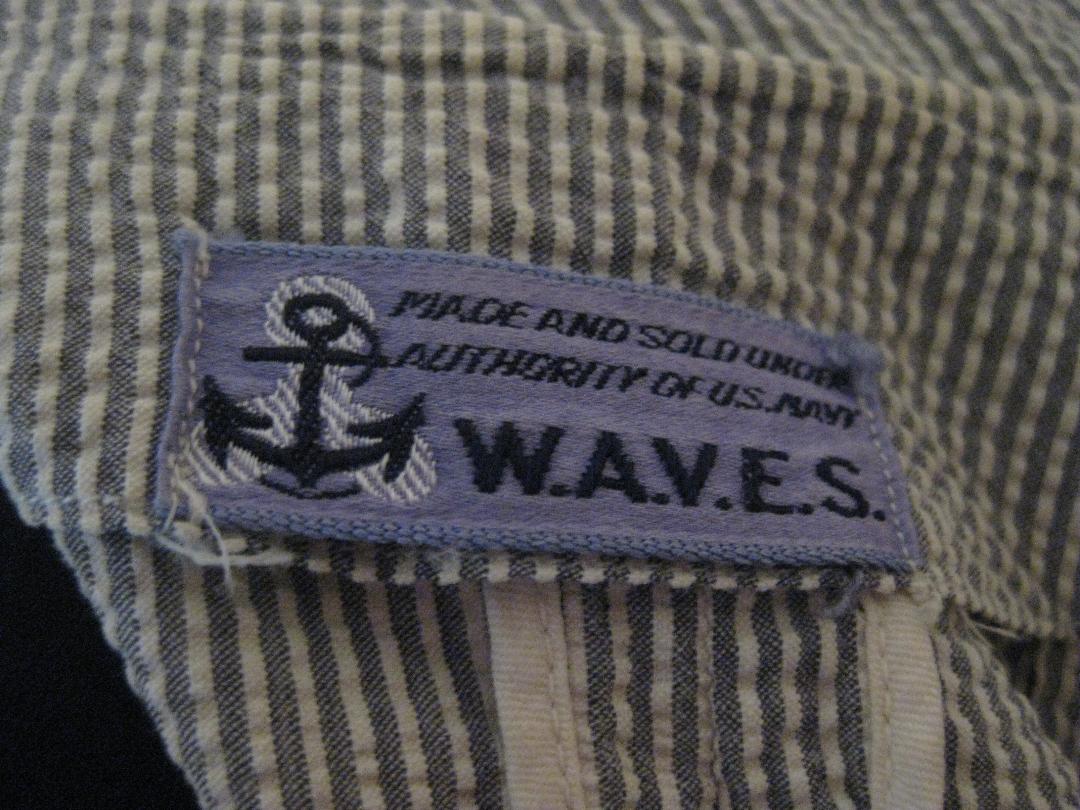 MADE AND SOLD UNDER
AUTHORITY OF U.S. NAVY
W.A.V.E.S.